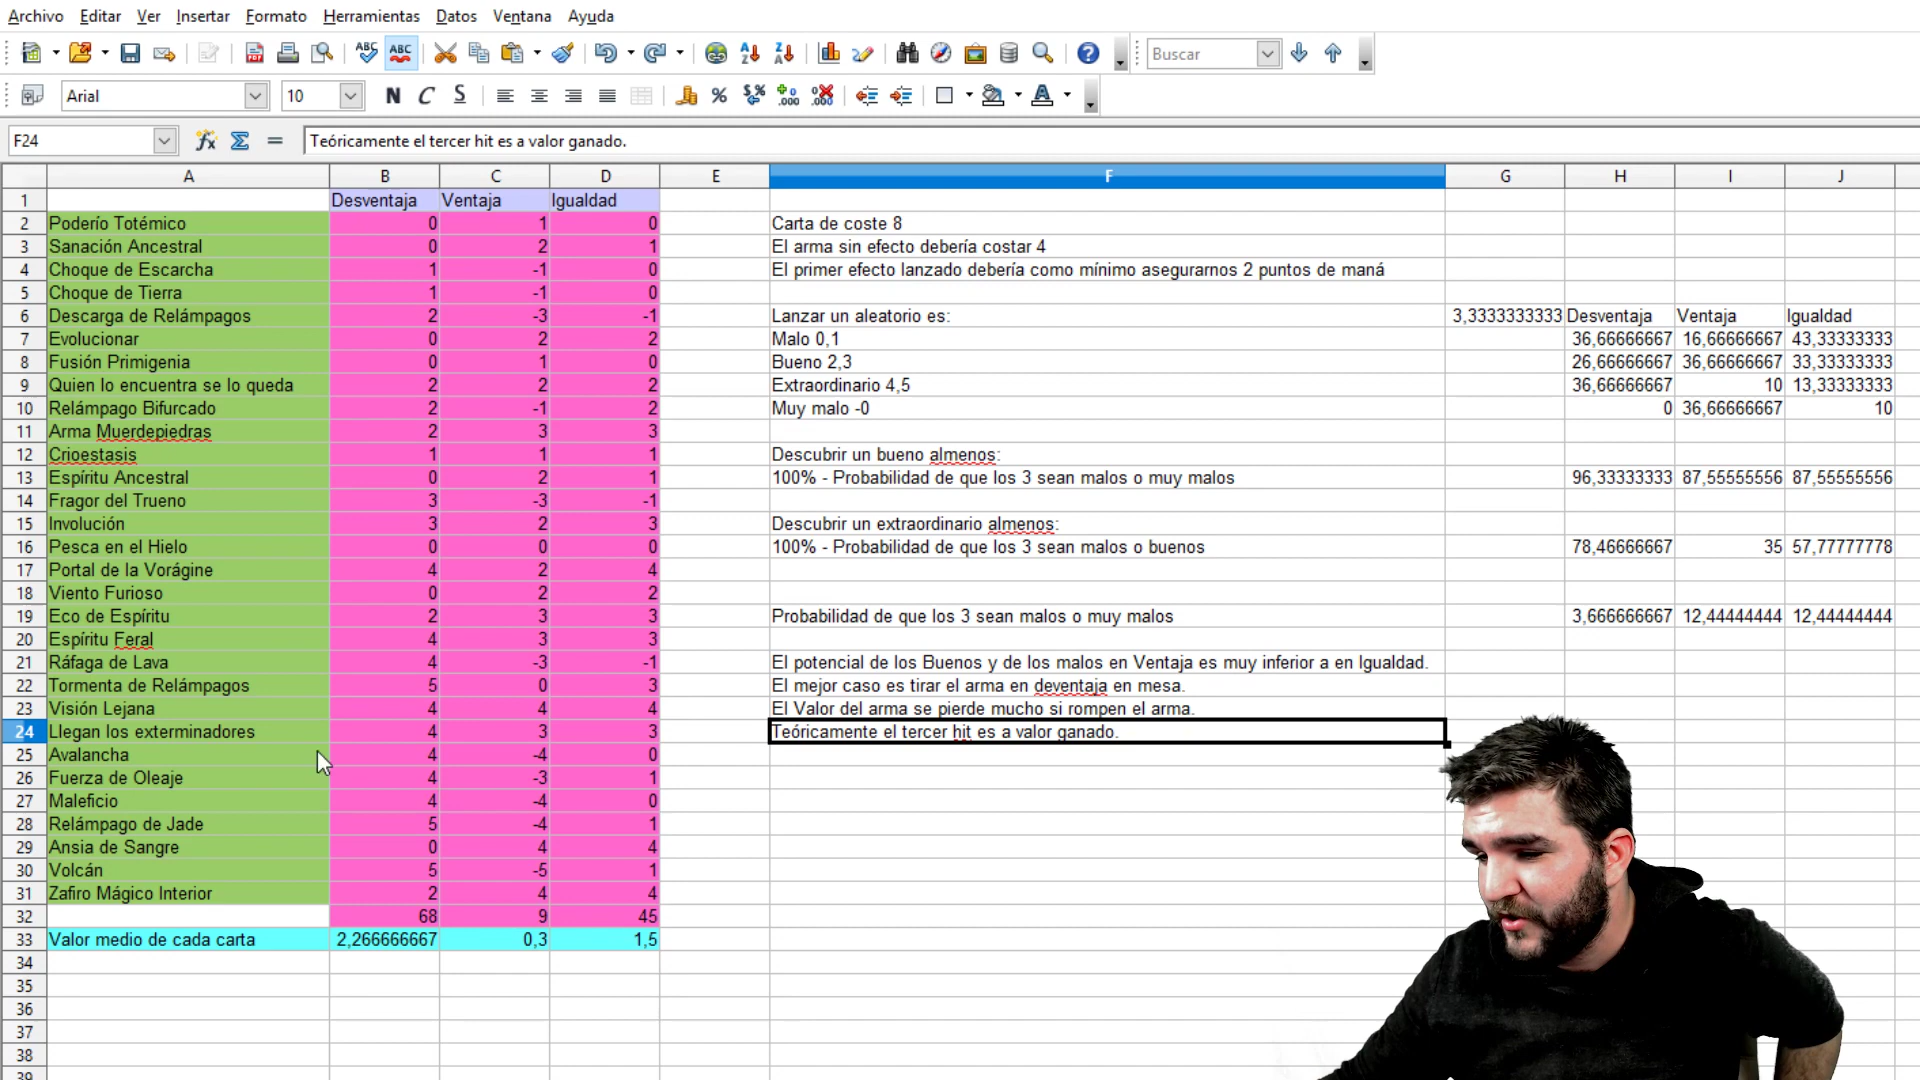 Archivo Editar Ver Insertar Formato Herramientas Datos Ventana Ayuda
Buscar
Arial 10 N C S
F24 Teóricamente el tercer hit es a valor ganado.
A B C D E F G H I J
1 Desventaja Ventaja Igualdad
2 Poderío Totémico 0 1 0 Carta de coste 8
3 Sanación Ancestral 0 2 1 El arma sin efecto debería costar 4
4 Choque de Escarcha 1 -1 0 El primer efecto lanzado debería como mínimo asegurarnos 2 puntos de maná
5 Choque de Tierra 1 -1 0
6 Descarga de Relámpagos 2 -3 -1 Lanzar un aleatorio es: 3,3333333333 Desventaja Ventaja Igualdad
7 Evolucionar 0 2 2 Malo 0,1 36,66666667 16,66666667 43,33333333
8 Fusión Primigenia 0 1 0 Bueno 2,3 26,66666667 36,66666667 33,33333333
9 Quien lo encuentra se lo queda 2 2 2 Extraordinario 4,5 36,66666667 10 13,33333333
10 Relámpago Bifurcado 2 -1 2 Muy malo -0 0 36,66666667 10
11 Arma Muerdepiedras 2 3 3
12 Crioestasis 1 1 1 Descubrir un bueno almenos:
13 Espíritu Ancestral 0 2 1 100% - Probabilidad de que los 3 sean malos o muy malos 96,33333333 87,55555556 87,55555556
14 Fragor del Trueno 3 -3 -1
15 Involución 3 2 3 Descubrir un extraordinario almenos:
16 Pesca en el Hielo 0 0 0 100% - Probabilidad de que los 3 sean malos o buenos 78,46666667 35 57,77777778
17 Portal de la Vorágine 4 2 4
18 Viento Furioso 0 2 2
19 Eco de Espíritu 2 3 3 Probabilidad de que los 3 sean malos o muy malos 3,666666667 12,44444444 12,44444444
20 Espíritu Feral 4 3 3
21 Ráfaga de Lava 4 -3 -1 El potencial de los Buenos y de los malos en Ventaja es muy inferior a en Igualdad.
22 Tormenta de Relámpagos 5 0 3 El mejor caso es tirar el arma en deventaja en mesa.
23 Visión Lejana 4 4 4 El Valor del arma se pierde mucho si rompen el arma.
24 Llegan los exterminadores 4 3 3 Teóricamente el tercer hit es a valor ganado.
25 Avalancha 4 -4 0
26 Fuerza de Oleaje 4 -3 1
27 Maleficio 4 -4 0
28 Relámpago de Jade 5 -4 1
29 Ansia de Sangre 0 4 4
30 Volcán 5 -5 1
31 Zafiro Mágico Interior 2 4 4
32 68 9 45
33 Valor medio de cada carta 2,266666667 0,3 1,5
34
35
36
37
38
39